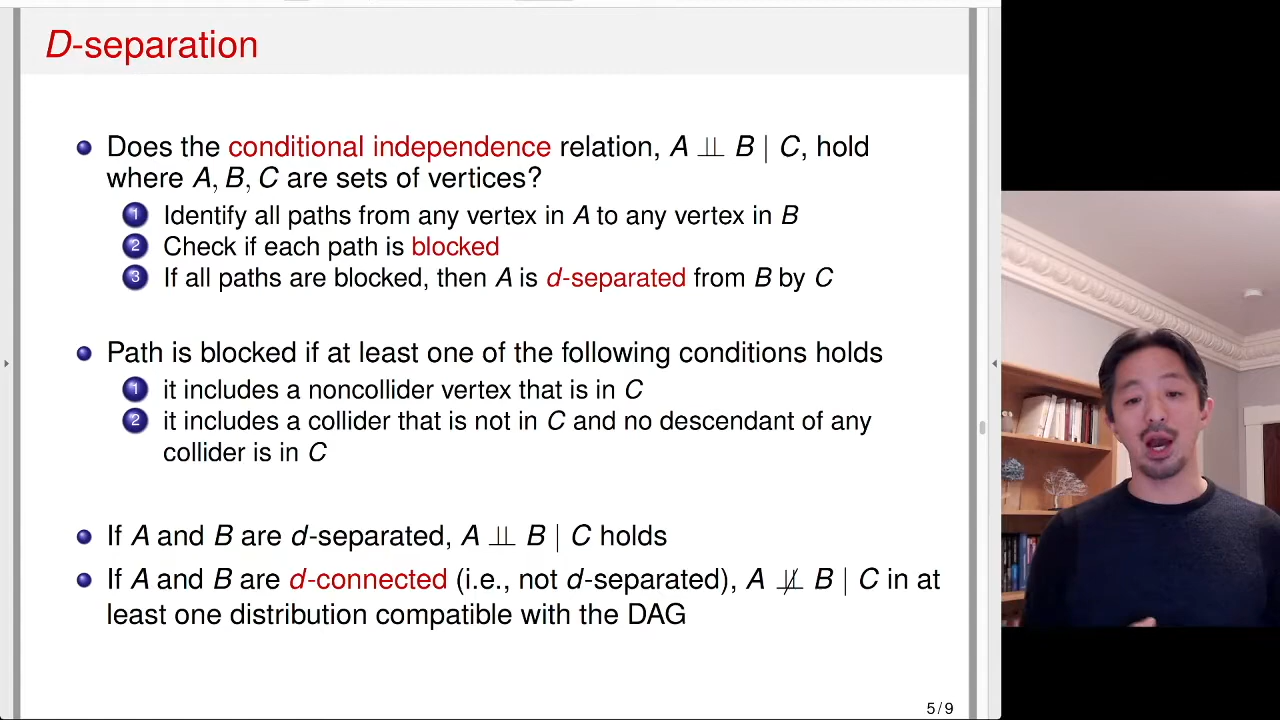 D-separation
Does the conditional independence relation, A ⫫ B | C, hold
where A, B, C are sets of vertices?
1 Identify all paths from any vertex in A to any vertex in B
2 Check if each path is blocked
3 If all paths are blocked, then A is d-separated from B by C
Path is blocked if at least one of the following conditions holds
1 it includes a noncollider vertex that is in C
2 it includes a collider that is not in C and no descendant of any
collider is in C
If A and B are d-separated, A ⫫ B | C holds
If A and B are d-connected (i.e., not d-separated), A ⫫̸ B | C in at
least one distribution compatible with the DAG
5 / 9